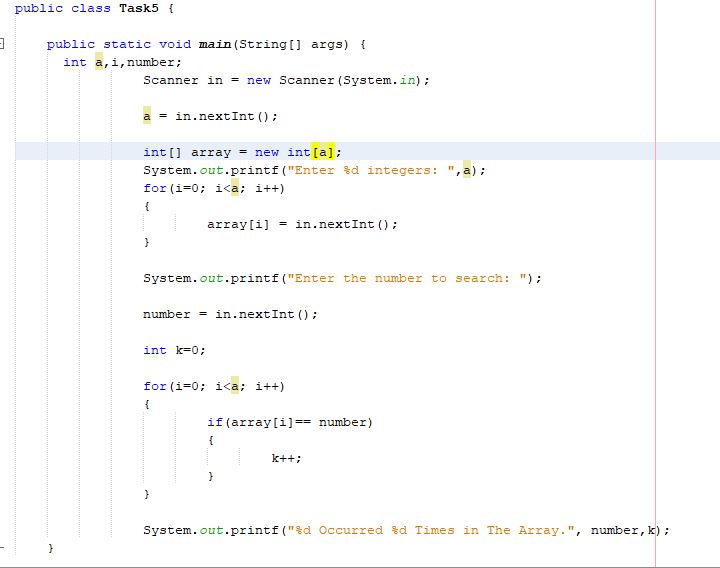 public class Task5 {
public static void main(String[] args) {
int a,i,number;
Scanner in = new Scanner(System.in);
a = in.nextInt();
int[] array = new int[a];
System.out.printf("Enter %d integers: ",a);
for(i=0; i<a; i++)
{
array[i] = in.nextInt();
}
System.out.printf("Enter the number to search: ");
number = in.nextInt();
int k=0;
for(i=0; i<a; i++)
{
if(array[i]== number)
{
k++;
}
}
System.out.printf("%d Occurred %d Times in The Array.", number,k);
}